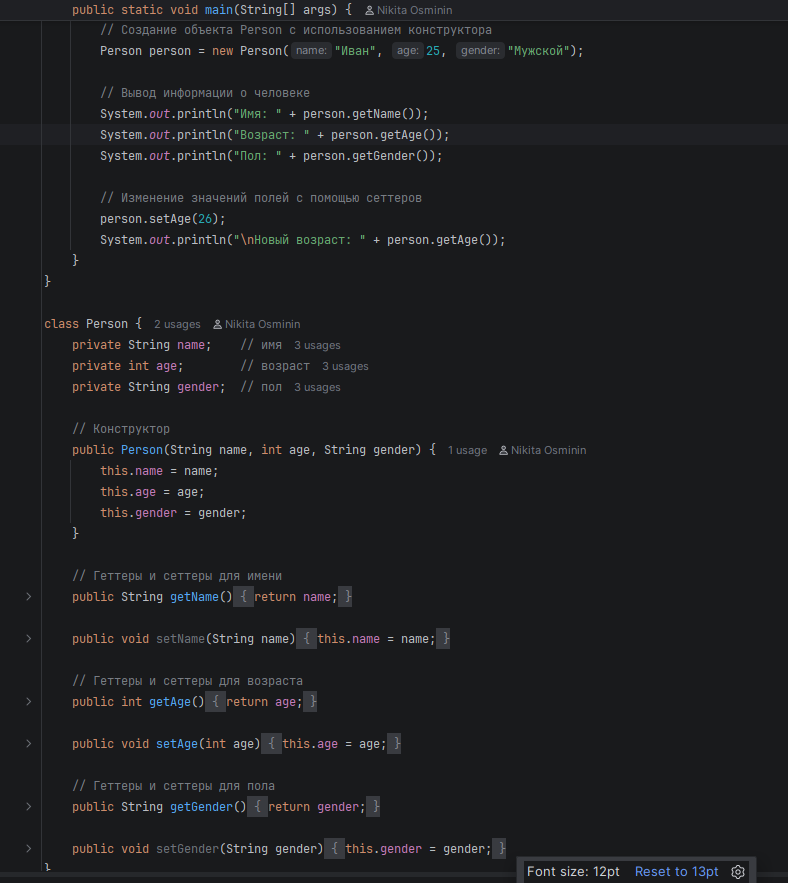 public static void main(String[] args) { Nikita Osminin
// Создание объекта Person с использованием конструктора
Person person = new Person( name: "Иван", age: 25, gender: "Мужской");
// Вывод информации о человеке
System.out.println("Имя: " + person.getName());
System.out.println("Возраст: " + person.getAge());
System.out.println("Пол: " + person.getGender());
// Изменение значений полей с помощью сеттеров
person.setAge(26);
System.out.println("\nНовый возраст: " + person.getAge());
}
}
class Person { 2 usages Nikita Osminin
private String name; // имя 3 usages
private int age; // возраст 3 usages
private String gender; // пол 3 usages
// Конструктор
public Person(String name, int age, String gender) { 1 usage Nikita Osminin
this.name = name;
this.age = age;
this.gender = gender;
}
// Геттеры и сеттеры для имени
public String getName() { return name; }
public void setName(String name) { this.name = name; }
// Геттеры и сеттеры для возраста
public int getAge() { return age; }
public void setAge(int age) { this.age = age; }
// Геттеры и сеттеры для пола
public String getGender() { return gender; }
public void setGender(String gender) { this.gender = gender; }
}
Font size: 12pt Reset to 13pt